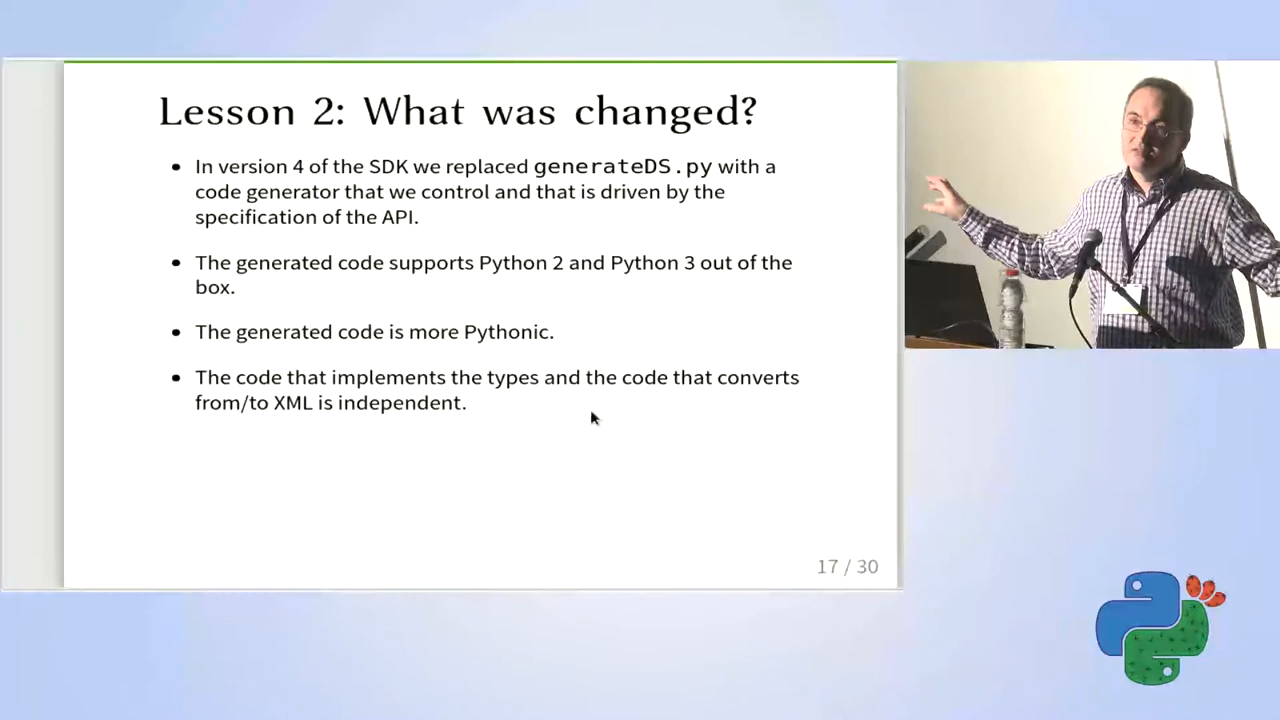 Lesson 2: What was changed?
In version 4 of the SDK we replaced generateDS.py with a
code generator that we control and that is driven by the
specification of the API.
The generated code supports Python 2 and Python 3 out of the
box.
The generated code is more Pythonic.
The code that implements the types and the code that converts
from/to XML is independent.
17 / 30